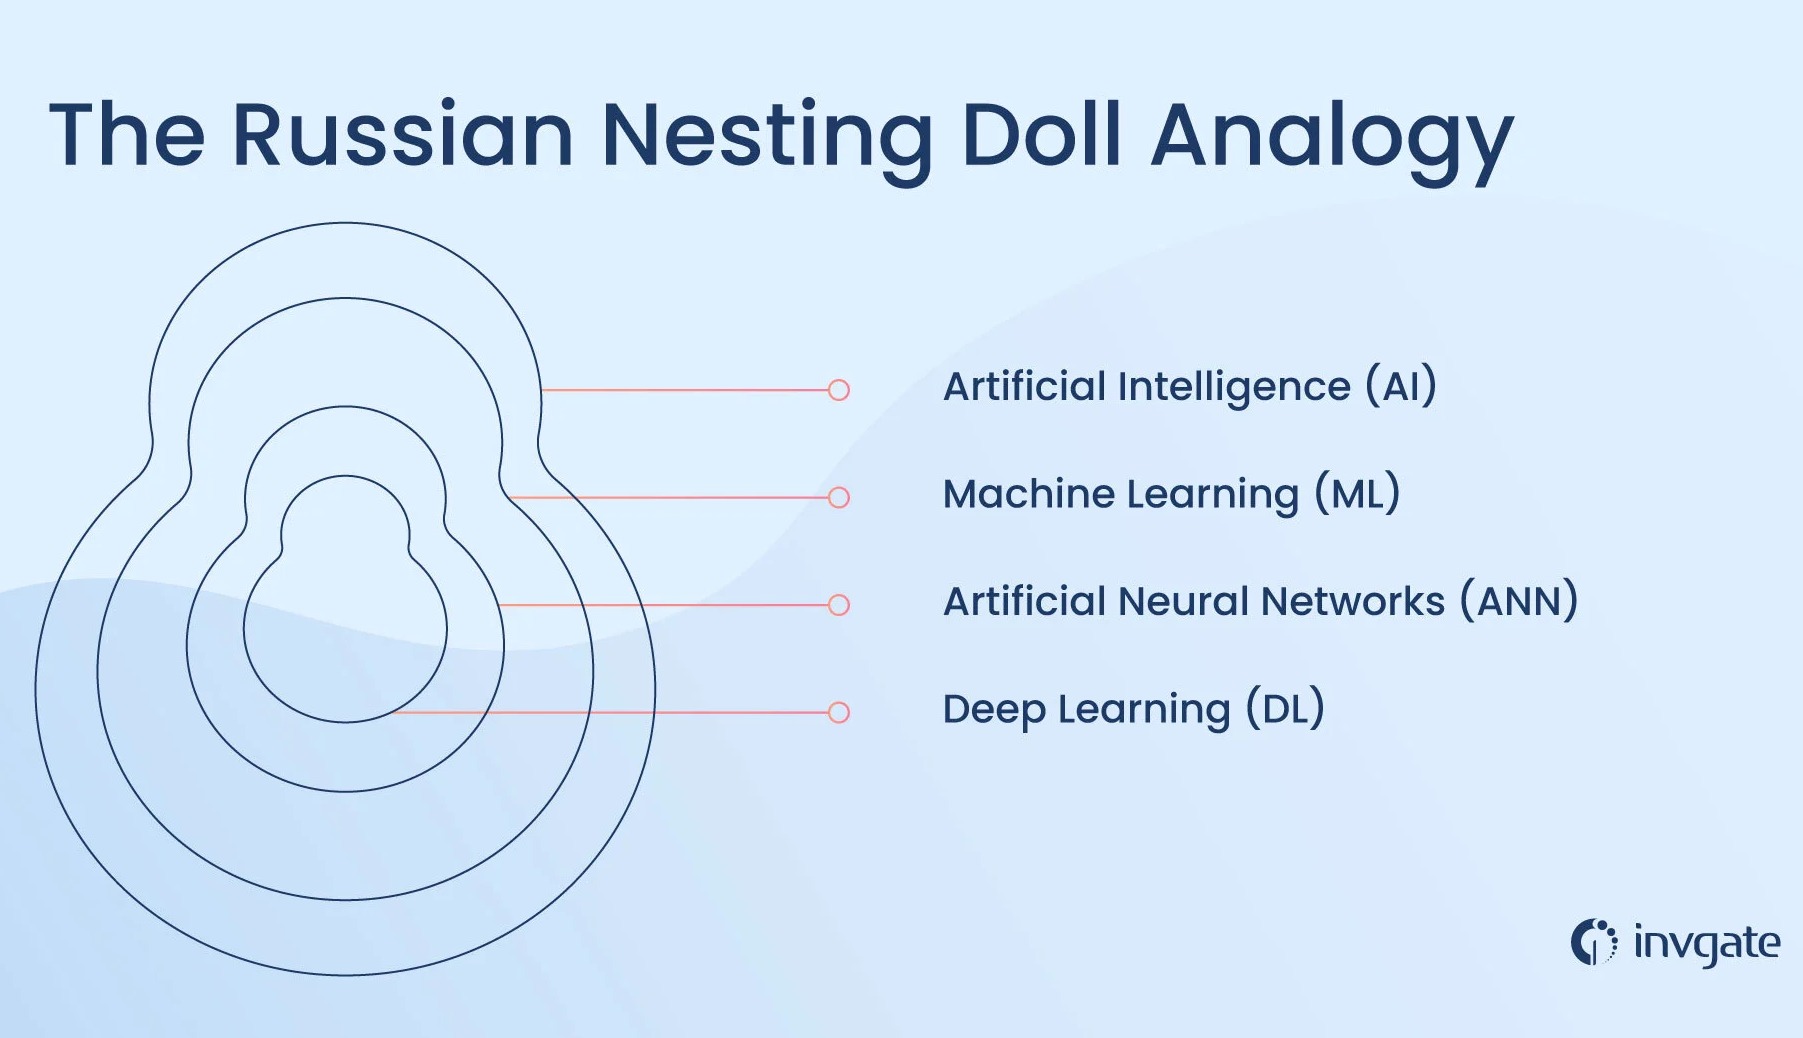 The Russian Nesting Doll Analogy
Artificial Intelligence (AI)
Machine Learning (ML)
Artificial Neural Networks (ANN)
Deep Learning (DL)
invgate